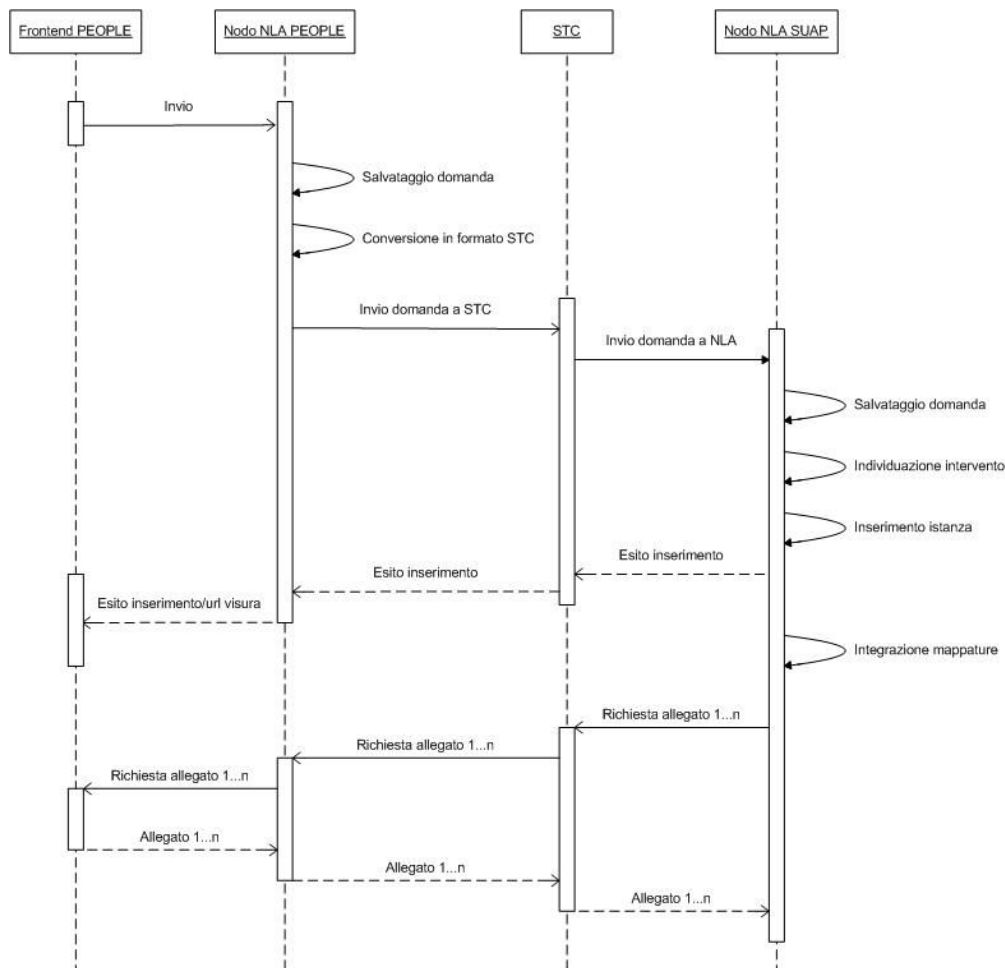 Frontend PEOPLE
Nodo NLA PEOPLE
STC
Nodo NLA SUAP
Invio
Salvataggio domanda
Conversione in formato STC
Invio domanda a STC
Invio domanda a NLA
Salvataggio domanda
Individuazione intervento
Inserimento istanza
Esito inserimento
Esito inserimento
Esito inserimento/url visura
Integrazione mappature
Richiesta allegato 1...n
Richiesta allegato 1...n
Richiesta allegato 1...n
Allegato 1...n
Allegato 1...n
Allegato 1...n